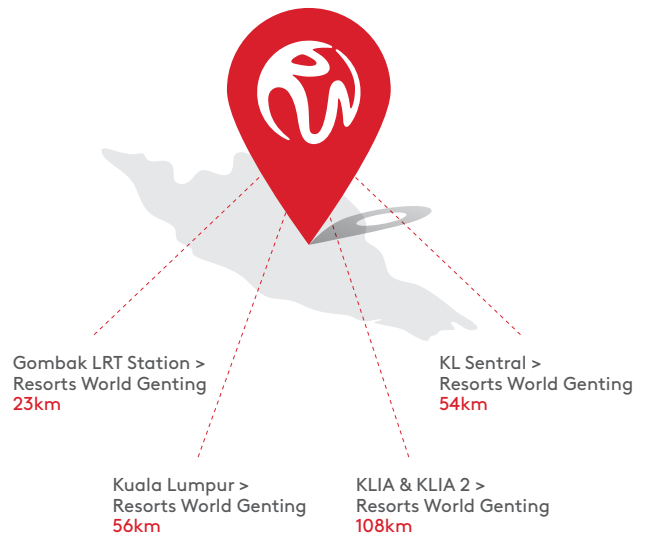 Gombak LRT Station >
Resorts World Genting
23km
KL Sentral >
Resorts World Genting
54km
Kuala Lumpur >
Resorts World Genting
56km
KLIA & KLIA 2 >
Resorts World Genting
108km